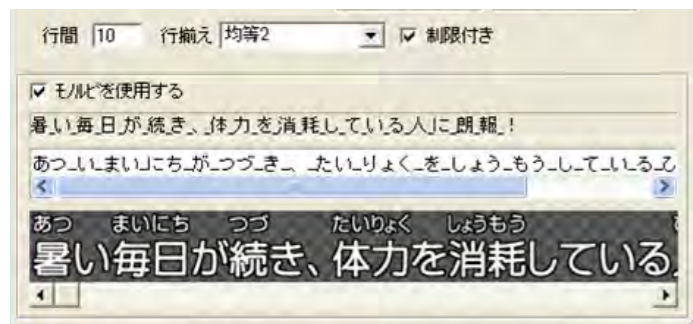 行間 10 行揃え 均等2 制限付き
モノルビを使用する
暑_い_毎_日_が_続_き_、_体_力_を_消_耗_し_て_い_る_人_に_朗_報_!
あつ_い_まい_にち_が_つづ_き_、_たい_りょく_を_しょう_もう_し_て_い_る_ひ
あつ まいにち つづ たいりょく しょうもう
暑い毎日が続き、体力を消耗している